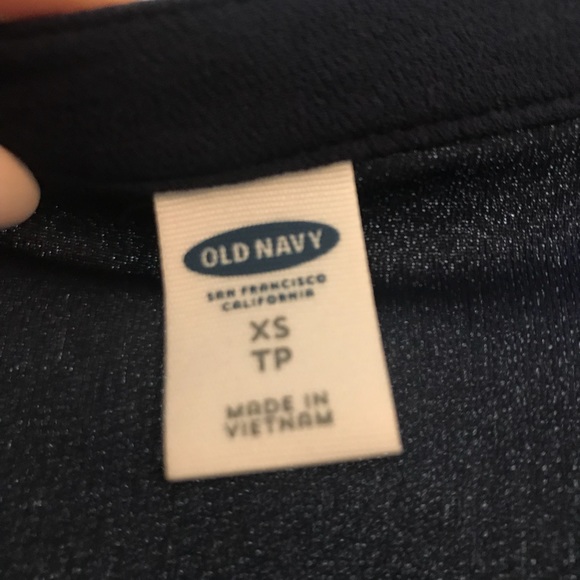 OLD NAVY
SAN FRANCISCO
CALIFORNIA
XS
TP
MADE IN
VIETNAM